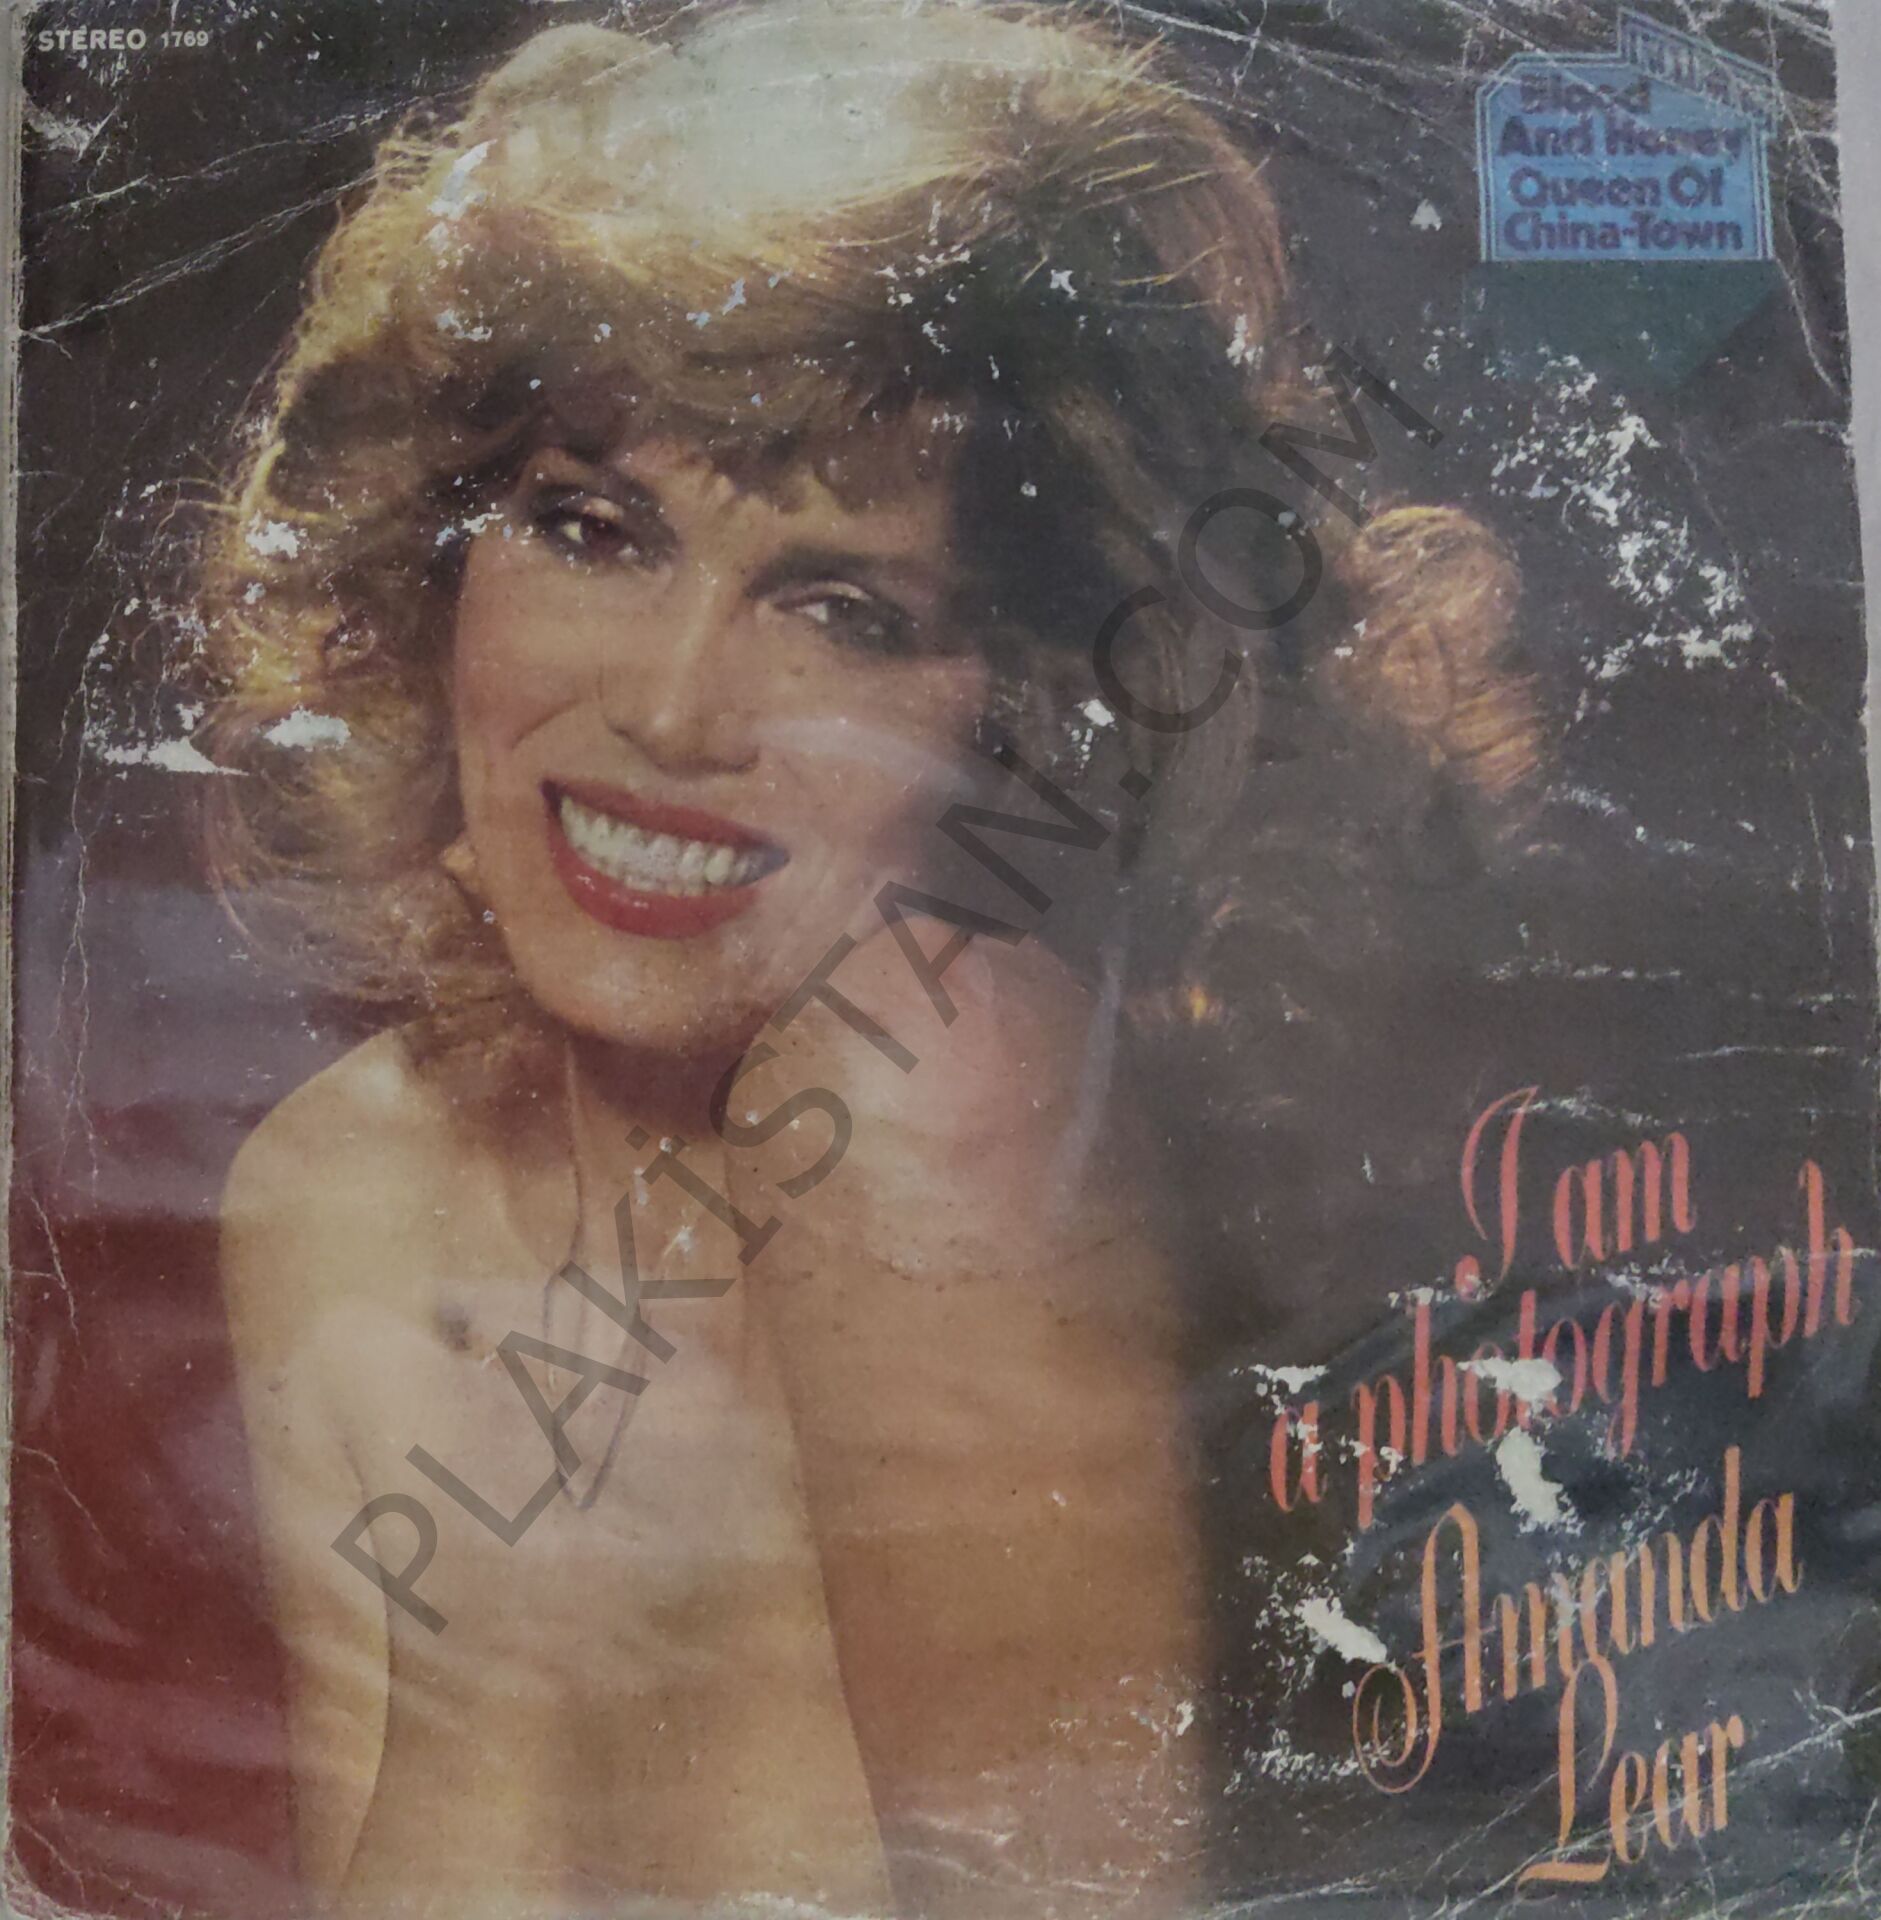 STEREO 1769
Blood
And Honey
Queen Of
China-Town
I am
a photograph
Amanda
Lear
PLAKİSTAN.COM